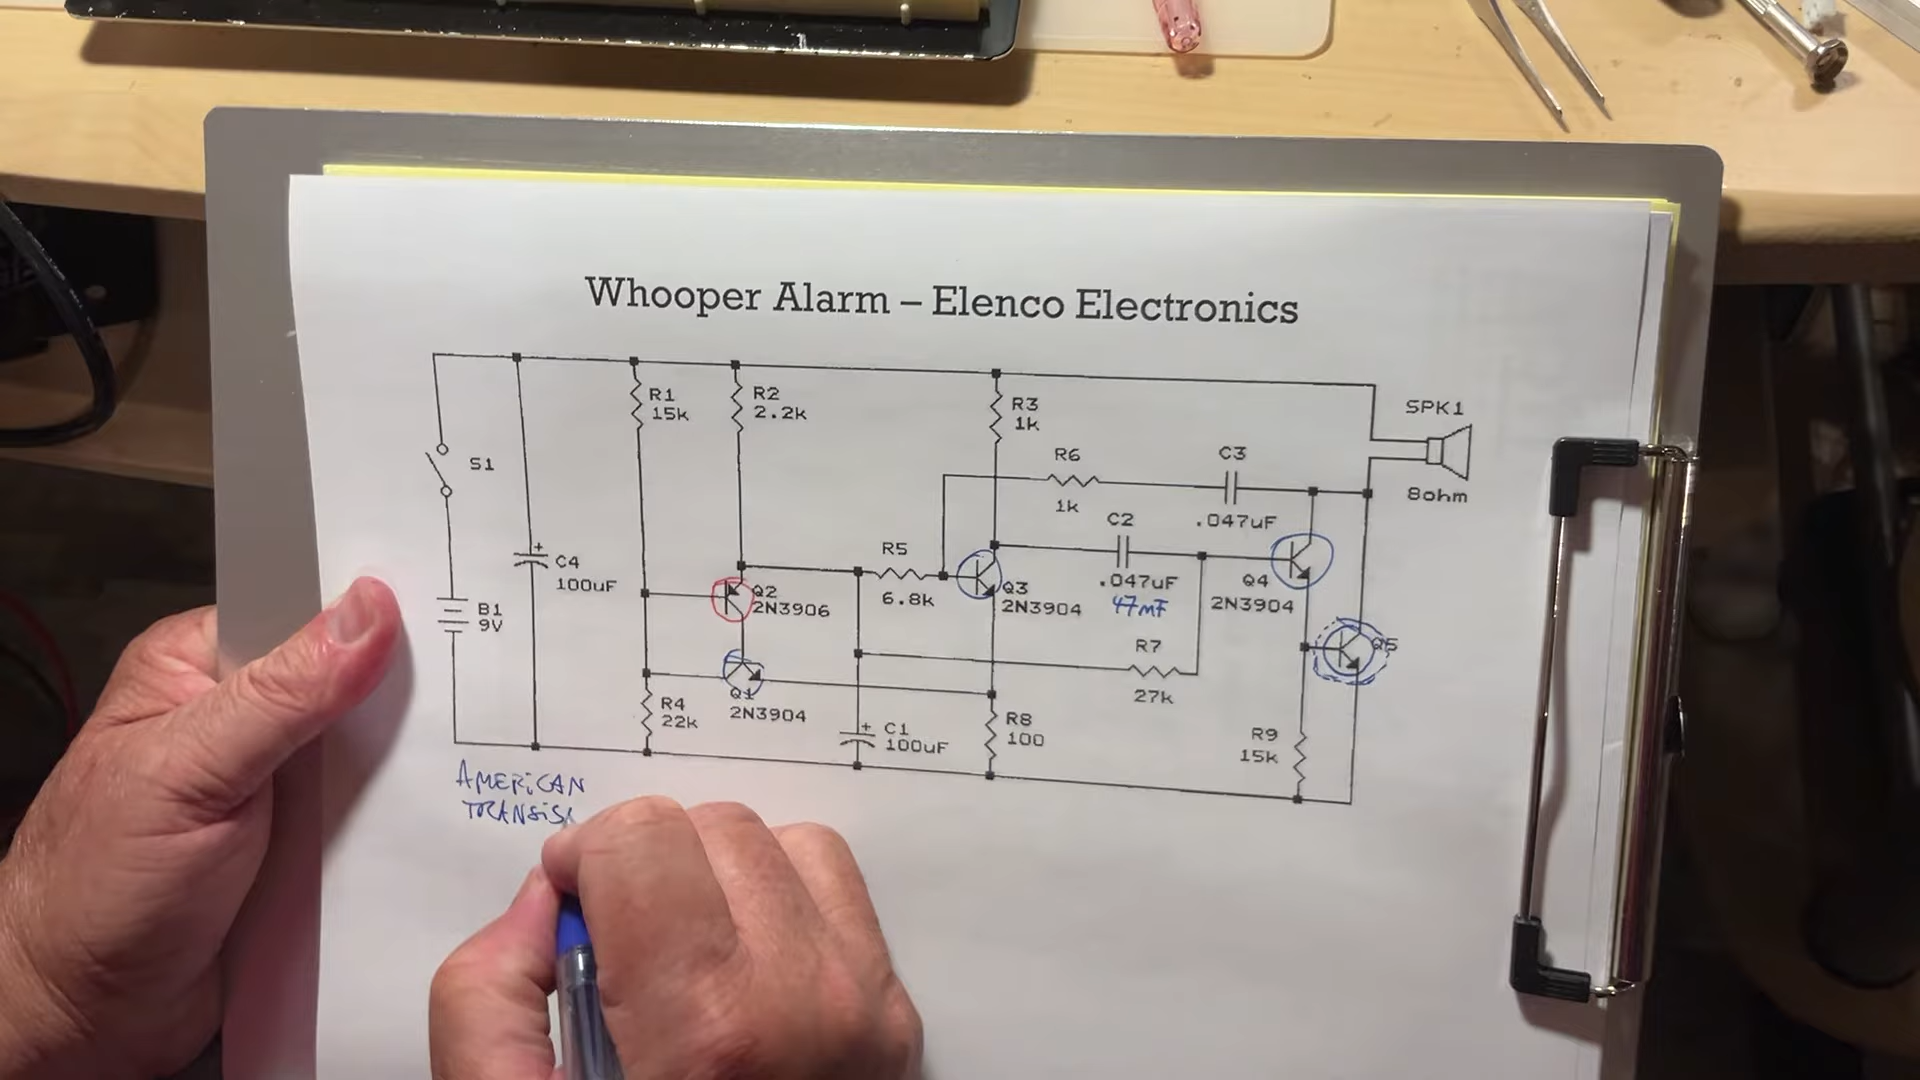 Whooper Alarm – Elenco Electronics
R1
15k
R2
2.2k
R3
1k
SPK1
8ohm
S1
R6
1k
C3
.047uF
C4
100uF
C2
.047uF
47mF
R5
6.8k
Q2
2N3906
Q3
2N3904
Q4
2N3904
Q5
B1
9V
R7
27k
Q1
2N3904
R4
22k
C1
100uF
R8
100
R9
15k
AMERiCAN
TRANSiS